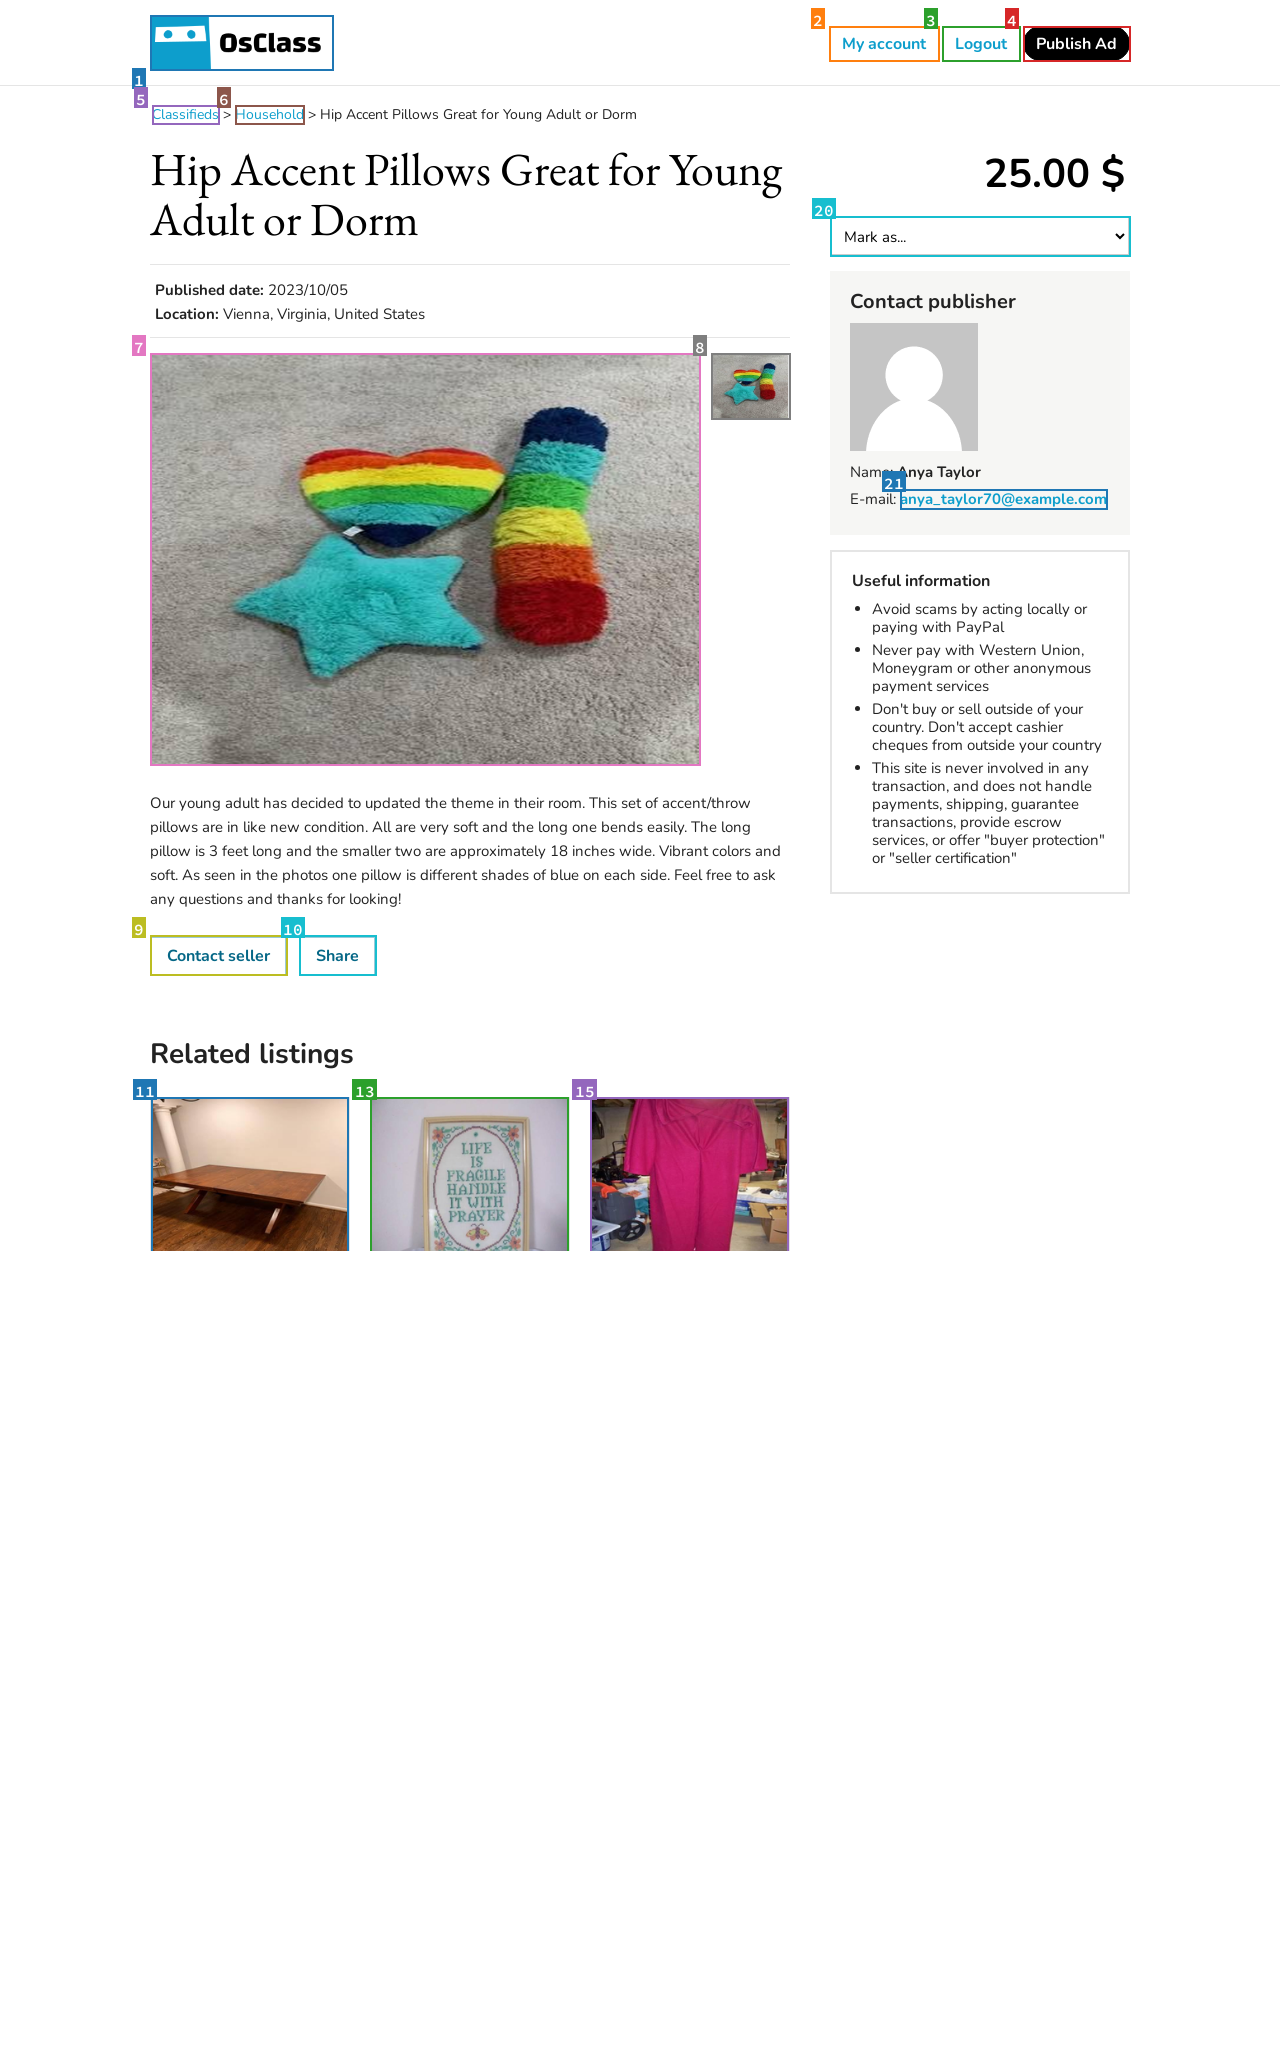 OsClass
2
My account
3
Logout
4
Publish Ad
1
5
Classifieds
6
> Household > Hip Accent Pillows Great for Young Adult or Dorm
Hip Accent Pillows Great for Young
Adult or Dorm
25.00 $
20
Mark as...
Published date: 2023/10/05
Location: Vienna, Virginia, United States
7
8
Contact publisher
Name: Anya Taylor
21
E-mail: anya_taylor70@example.com
Useful information
• Avoid scams by acting locally or
paying with PayPal
• Never pay with Western Union,
Moneygram or other anonymous
payment services
• Don't buy or sell outside of your
country. Don't accept cashier
cheques from outside your country
• This site is never involved in any
transaction, and does not handle
payments, shipping, guarantee
transactions, provide escrow
services, or offer "buyer protection"
or "seller certification"
Our young adult has decided to updated the theme in their room. This set of accent/throw
pillows are in like new condition. All are very soft and the long one bends easily. The long
pillow is 3 feet long and the smaller two are approximately 18 inches wide. Vibrant colors and
soft. As seen in the photos one pillow is different shades of blue on each side. Feel free to ask
any questions and thanks for looking!
9
Contact seller
10
Share
Related listings
11
13
15
LIFE
IS
FRAGILE
HANDLE
IT WITH
PRAYER